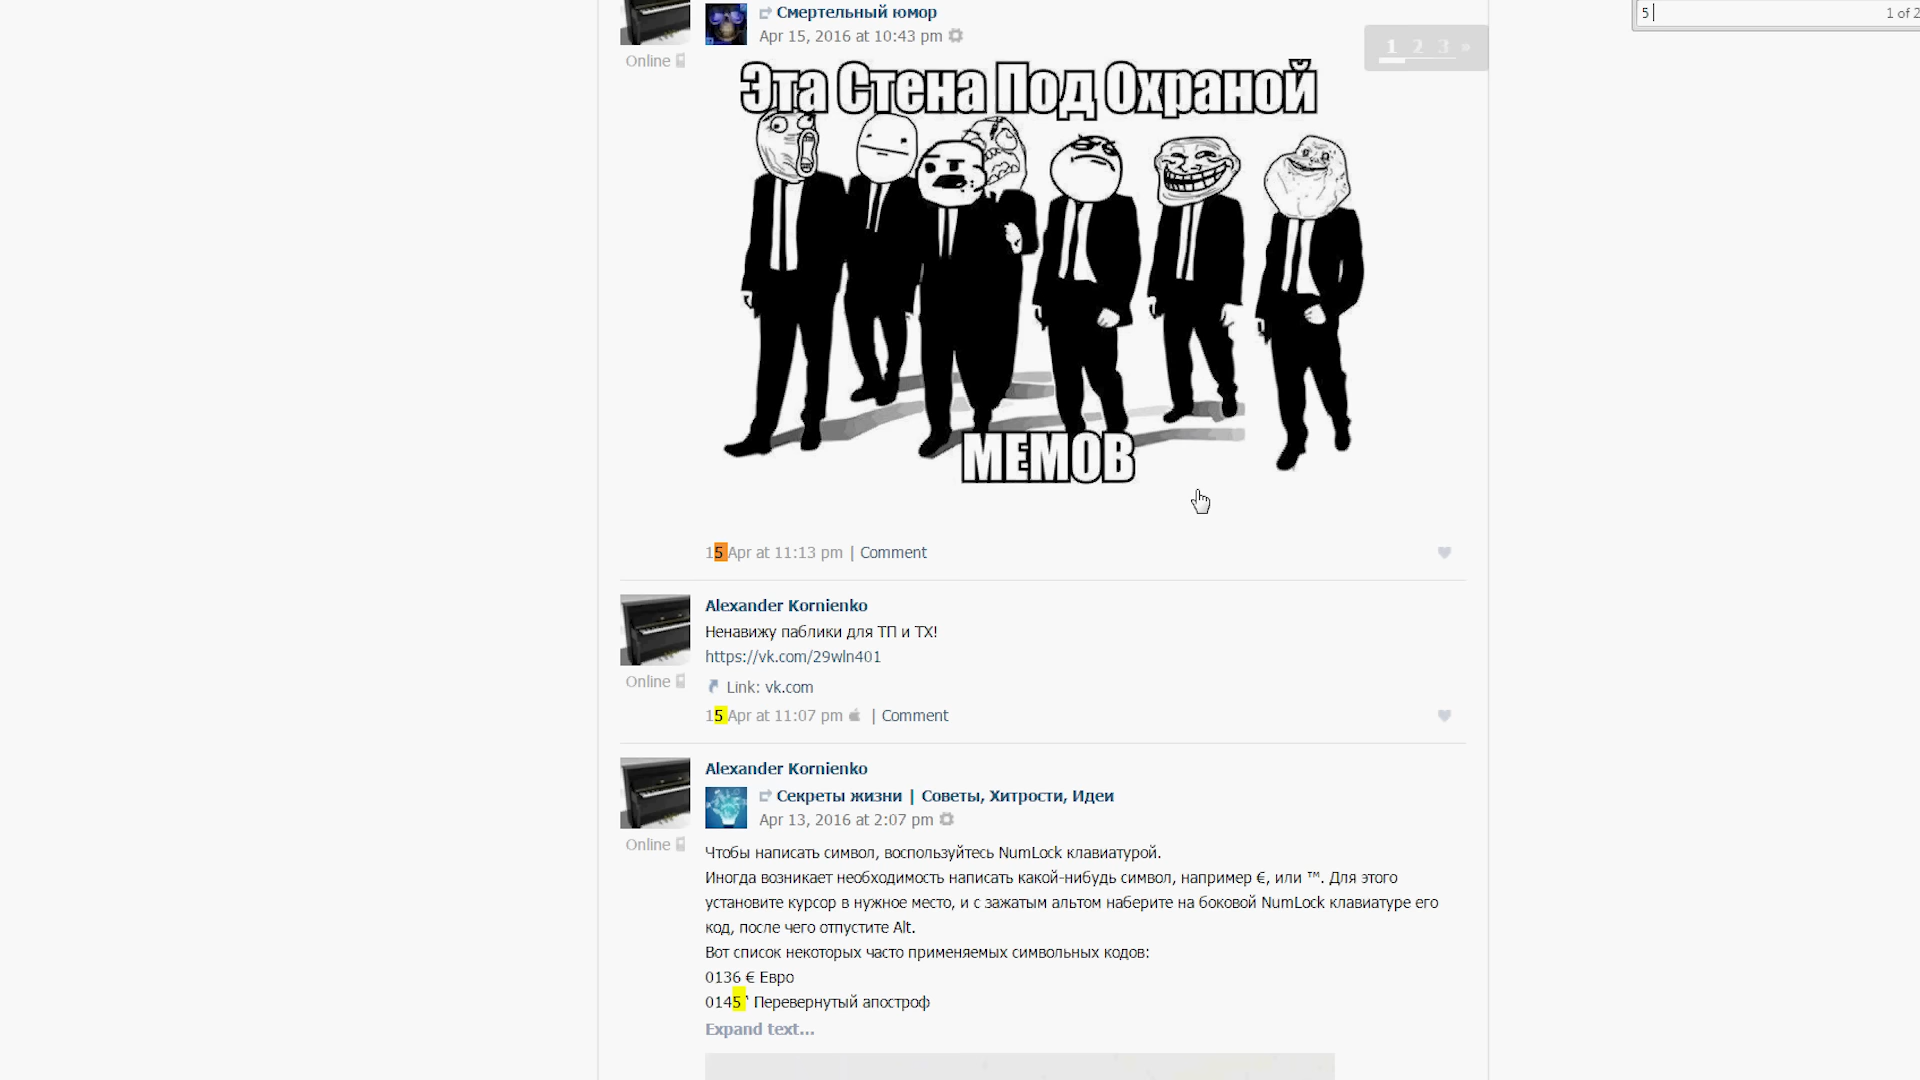 Смертельный юмор
Apr 15, 2016 at 10:43 pm
Online
5
1 of 2
1 2 3 »
Эта Стена Под Охраной
МЕМОВ
15 Apr at 11:13 pm | Comment
Alexander Kornienko
Ненавижу паблики для ТП и ТХ!
https://vk.com/29wln401
Online
Link: vk.com
15 Apr at 11:07 pm | Comment
Alexander Kornienko
Секреты жизни | Советы, Хитрости, Идеи
Apr 13, 2016 at 2:07 pm
Online
Чтобы написать символ, воспользуйтесь NumLock клавиатурой.
Иногда возникает необходимость написать какой-нибудь символ, например €, или ™. Для этого
установите курсор в нужное место, и с зажатым альтом наберите на боковой NumLock клавиатуре его
код, после чего отпустите Alt.
Вот список некоторых часто применяемых символьных кодов:
0136 € Евро
0145 ‘ Перевернутый апостроф
Expand text...